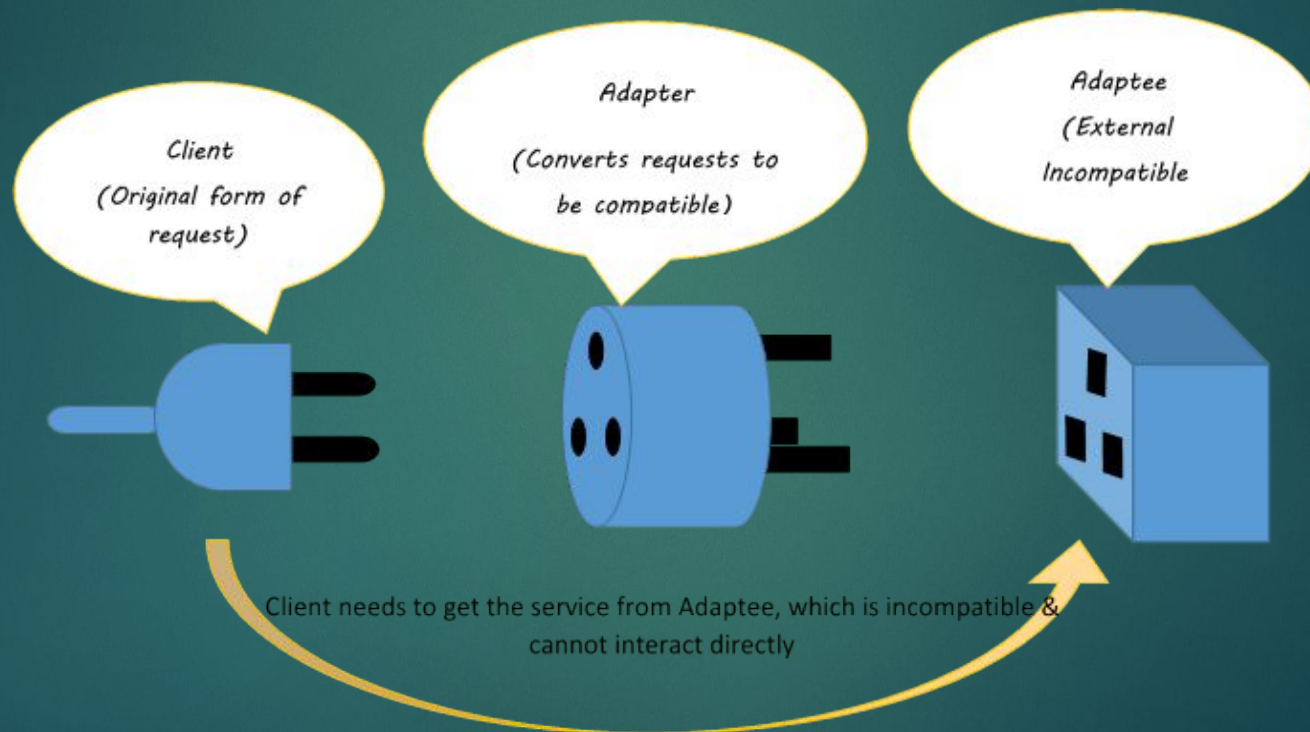 Client
(Original form of
request)
Adapter
(Converts requests to
be compatible)
Adaptee
(External
Incompatible
Client needs to get the service from Adaptee, which is incompatible &
cannot interact directly